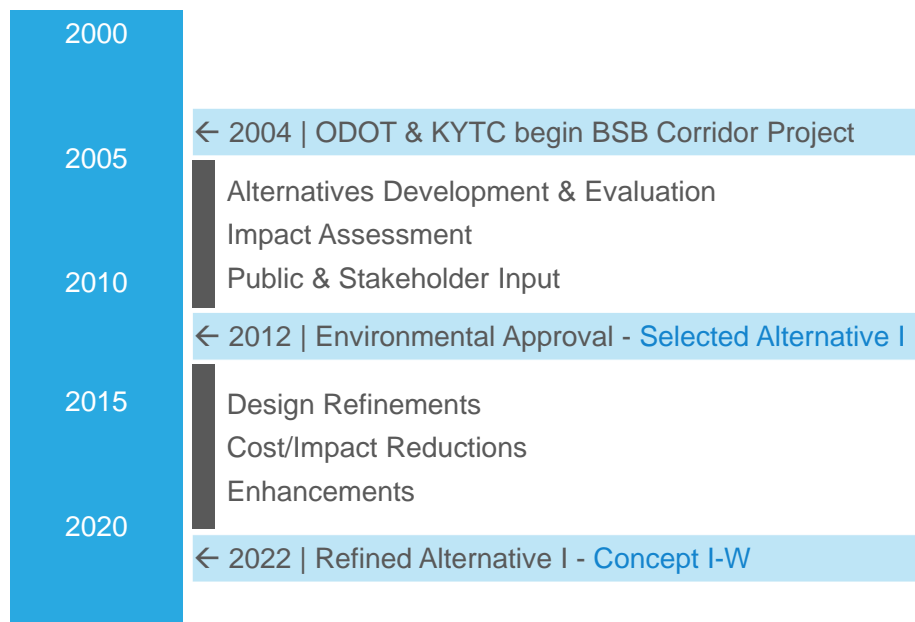 2000
← 2004 | ODOT & KYTC begin BSB Corridor Project
2005
Alternatives Development & Evaluation
Impact Assessment
Public & Stakeholder Input
2010
← 2012 | Environmental Approval - Selected Alternative I
2015
Design Refinements
Cost/Impact Reductions
Enhancements
2020
← 2022 | Refined Alternative I - Concept I-W